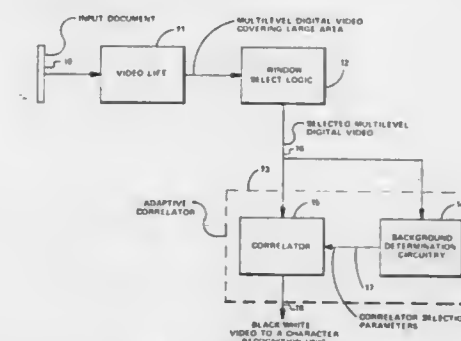 INPUT DOCUMENT
10
11
VIDEO LIFT
MULTILEVEL DIGITAL VIDEO
COVERING LARGE AREA
WINDOW
SELECT LOGIC
12
SELECTED MULTILEVEL
DIGITAL VIDEO
16
13
ADAPTIVE
CORRELATOR
15
CORRELATOR
BACKGROUND
DETERMINATION
CIRCUITRY
17
18
CORRELATOR SELECTION
PARAMETERS
BLACK/WHITE
VIDEO TO A CHARACTER